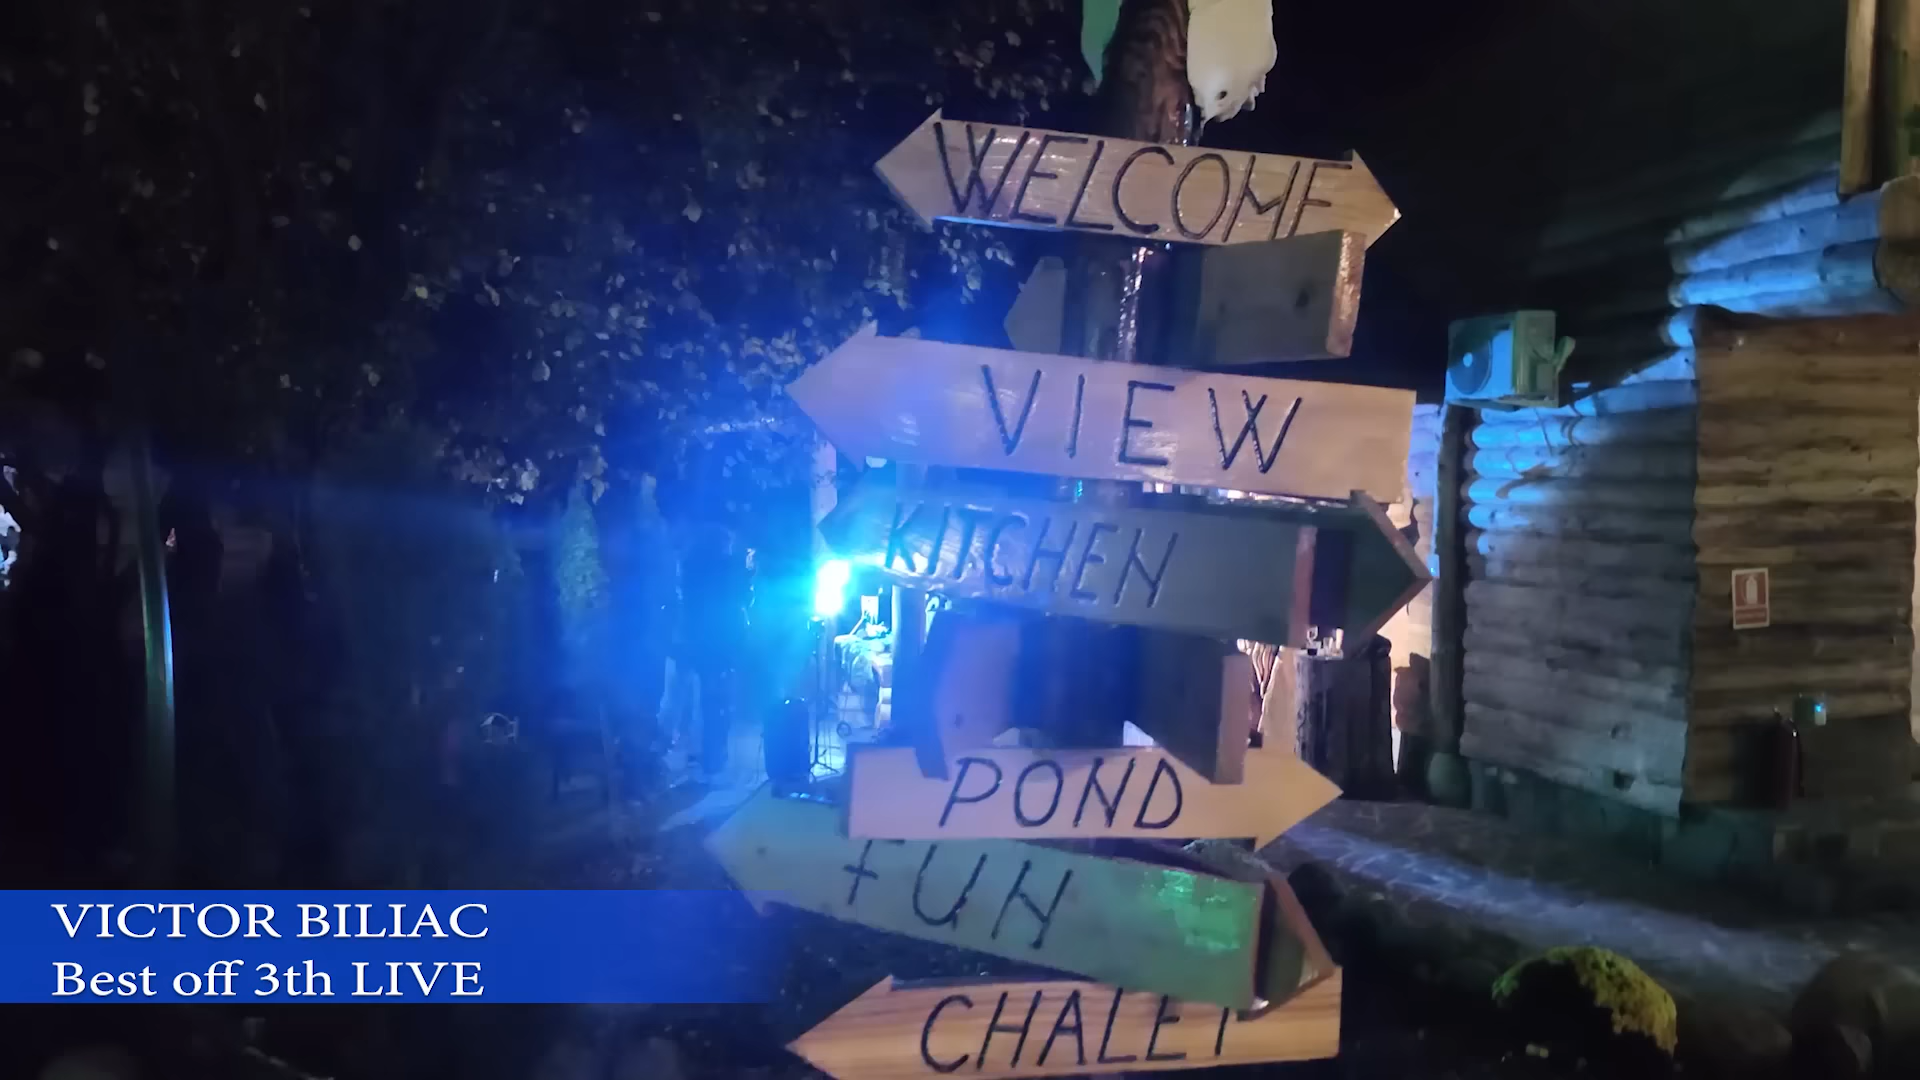 WELCOME
VIEW
KITCHEN
POND
FUN
CHALET
VICTOR BILIAC
Best off 3th LIVE